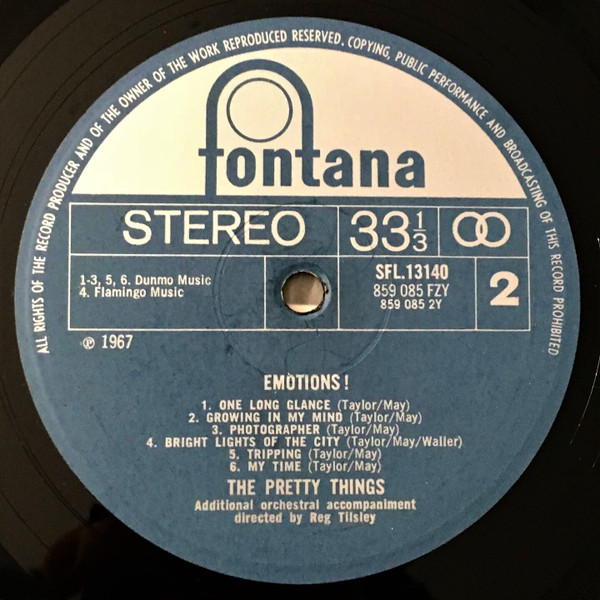 ALL RIGHTS OF THE RECORD PRODUCER AND OF THE OWNER OF THE WORK REPRODUCED RESERVED. COPYING, PUBLIC PERFORMANCE AND BROADCASTING OF THIS RECORD PROHIBITED
fontana
STEREO 33⅓
1-3, 5, 6. Dunmo Music
4. Flamingo Music
SFL.13140
859 085 FZY
859 085 2Y
2
℗ 1967
EMOTIONS!
1. ONE LONG GLANCE (Taylor/May)
2. GROWING IN MY MIND (Taylor/May)
3. PHOTOGRAPHER (Taylor/May)
4. BRIGHT LIGHTS OF THE CITY (Taylor/May/Waller)
5. TRIPPING (Taylor/May)
6. MY TIME (Taylor/May)
THE PRETTY THINGS
Additional orchestral accompaniment
directed by Reg Tilsley